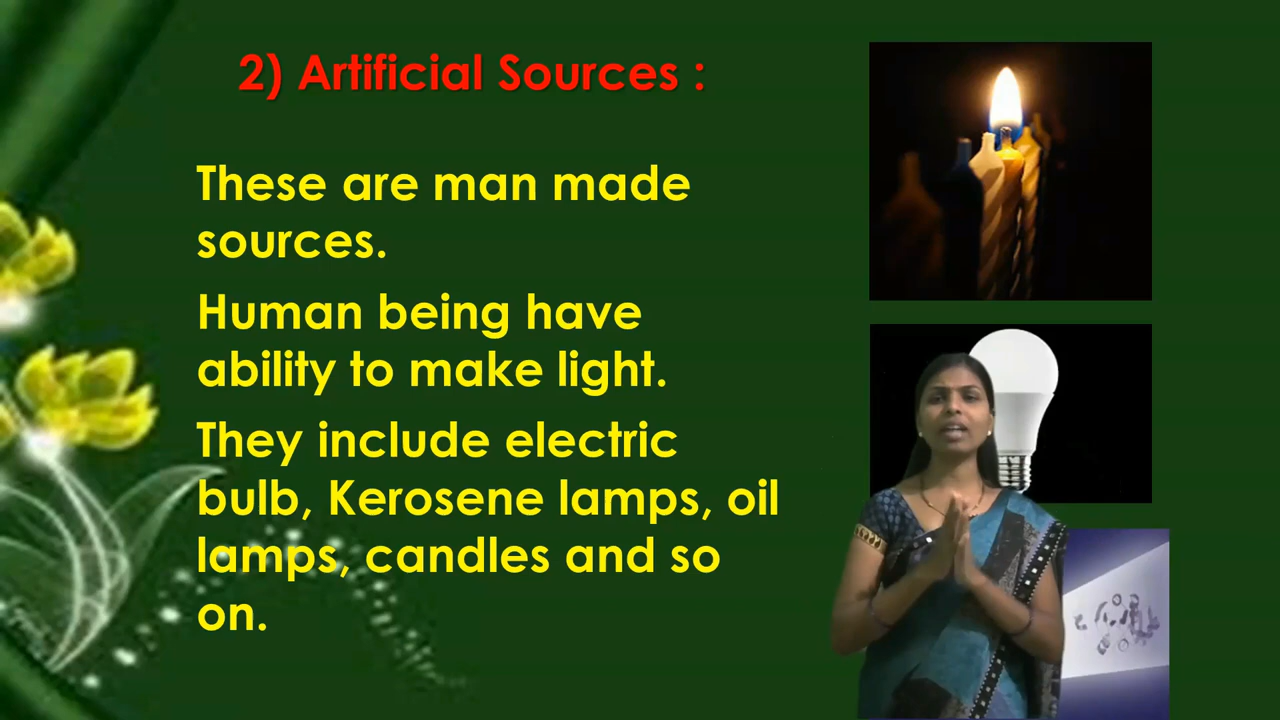 2) Artificial Sources :
These are man made
sources.
Human being have
ability to make light.
They include electric
bulb, Kerosene lamps, oil
lamps, candles and so
on.